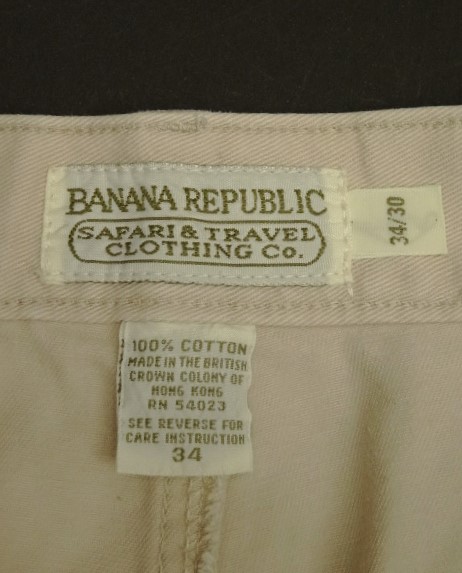 BANANA REPUBLIC
SAFARI & TRAVEL
CLOTHING Co.
34/30
100% COTTON
MADE IN THE BRITISH
CROWN COLONY OF
HONG KONG
RN 54023
SEE REVERSE FOR
CARE INSTRUCTION
34